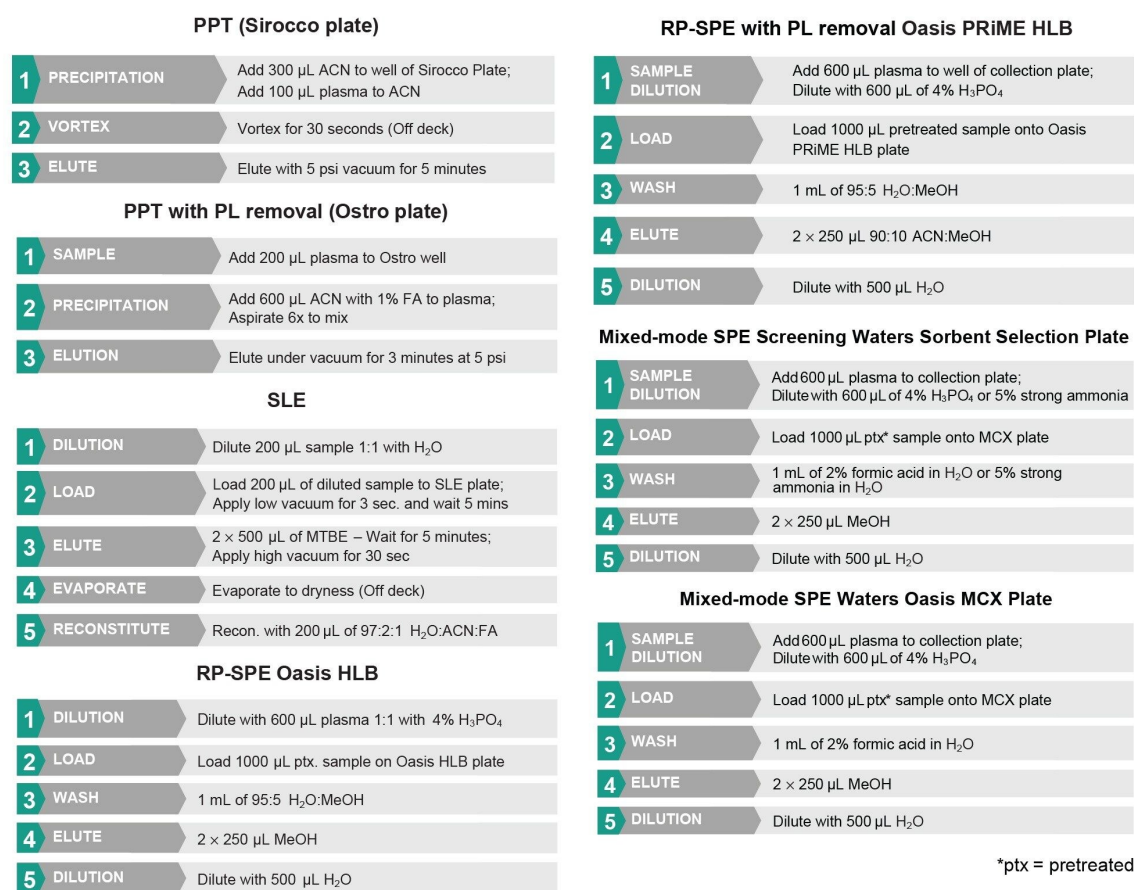 PPT (Sirocco plate)
1 PRECIPITATION Add 300 µL ACN to well of Sirocco Plate;
Add 100 µL plasma to ACN
2 VORTEX Vortex for 30 seconds (Off deck)
3 ELUTE Elute with 5 psi vacuum for 5 minutes
PPT with PL removal (Ostro plate)
1 SAMPLE Add 200 µL plasma to Ostro well
2 PRECIPITATION Add 600 µL ACN with 1% FA to plasma;
Aspirate 6x to mix
3 ELUTION Elute under vacuum for 3 minutes at 5 psi
SLE
1 DILUTION Dilute 200 µL sample 1:1 with H₂O
2 LOAD Load 200 µL of diluted sample to SLE plate;
Apply low vacuum for 3 sec. and wait 5 mins
3 ELUTE 2 × 500 µL of MTBE – Wait for 5 minutes;
Apply high vacuum for 30 sec
4 EVAPORATE Evaporate to dryness (Off deck)
5 RECONSTITUTE Recon. with 200 µL of 97:2:1 H₂O:ACN:FA
RP-SPE Oasis HLB
1 DILUTION Dilute with 600 µL plasma 1:1 with 4% H₃PO₄
2 LOAD Load 1000 µL ptx. sample on Oasis HLB plate
3 WASH 1 mL of 95:5 H₂O:MeOH
4 ELUTE 2 × 250 µL MeOH
5 DILUTION Dilute with 500 µL H₂O
RP-SPE with PL removal Oasis PRiME HLB
1 SAMPLE DILUTION Add 600 µL plasma to well of collection plate;
Dilute with 600 µL of 4% H₃PO₄
2 LOAD Load 1000 µL pretreated sample onto Oasis
PRiME HLB plate
3 WASH 1 mL of 95:5 H₂O:MeOH
4 ELUTE 2 × 250 µL 90:10 ACN:MeOH
5 DILUTION Dilute with 500 µL H₂O
Mixed-mode SPE Screening Waters Sorbent Selection Plate
1 SAMPLE DILUTION Add 600 µL plasma to collection plate;
Dilute with 600 µL of 4% H₃PO₄ or 5% strong ammonia
2 LOAD Load 1000 µL ptx* sample onto MCX plate
3 WASH 1 mL of 2% formic acid in H₂O or 5% strong
ammonia in H₂O
4 ELUTE 2 × 250 µL MeOH
5 DILUTION Dilute with 500 µL H₂O
Mixed-mode SPE Waters Oasis MCX Plate
1 SAMPLE DILUTION Add 600 µL plasma to collection plate;
Dilute with 600 µL of 4% H₃PO₄
2 LOAD Load 1000 µL ptx* sample onto MCX plate
3 WASH 1 mL of 2% formic acid in H₂O
4 ELUTE 2 × 250 µL MeOH
5 DILUTION Dilute with 500 µL H₂O
*ptx = pretreated